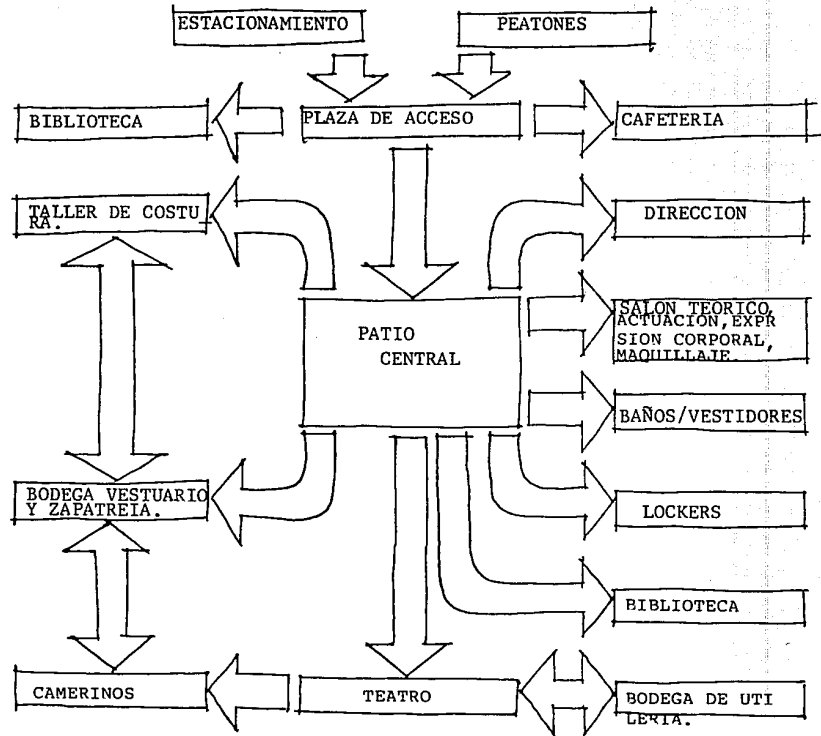 ESTACIONAMIENTO
PEATONES
BIBLIOTECA
PLAZA DE ACCESO
CAFETERIA
TALLER DE COSTU
RA.
DIRECCION
PATIO
CENTRAL
SALON TEORICO,
ACTUACIÓN,EXPR
SION CORPORAL,
MAQUILLAJE.
BAÑOS/VESTIDORES
BODEGA VESTUARIO
Y ZAPATREIA.
LOCKERS
BIBLIOTECA
CAMERINOS
TEATRO
BODEGA DE UTI
LERIA.